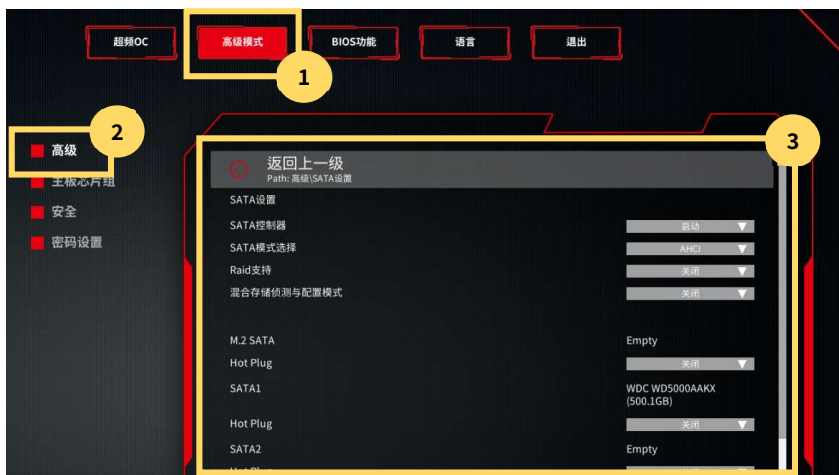 超频OC
高级模式
BIOS功能
语言
退出
1
2
3
高级
主板芯片组
安全
密码设置
返回上一级
Path: 高级\SATA设置
SATA设置
SATA控制器 启动
SATA模式选择 AHCI
Raid支持 关闭
混合存储侦测与配置模式 关闭
M.2 SATA Empty
Hot Plug 关闭
SATA1 WDC WD5000AAKX
(500.1GB)
Hot Plug 关闭
SATA2 Empty
Hot Plug